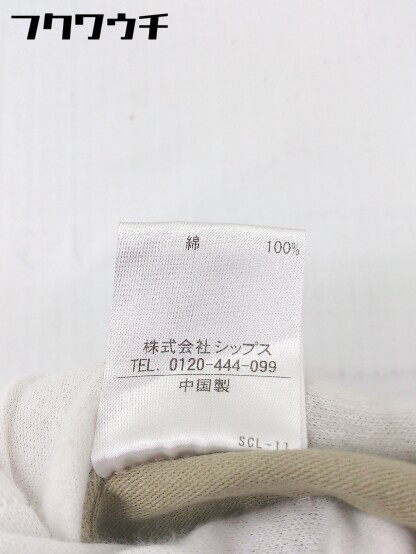 フクワウチ
綿 100%
株式会社シップス
TEL. 0120-444-099
中国製
SCL-11